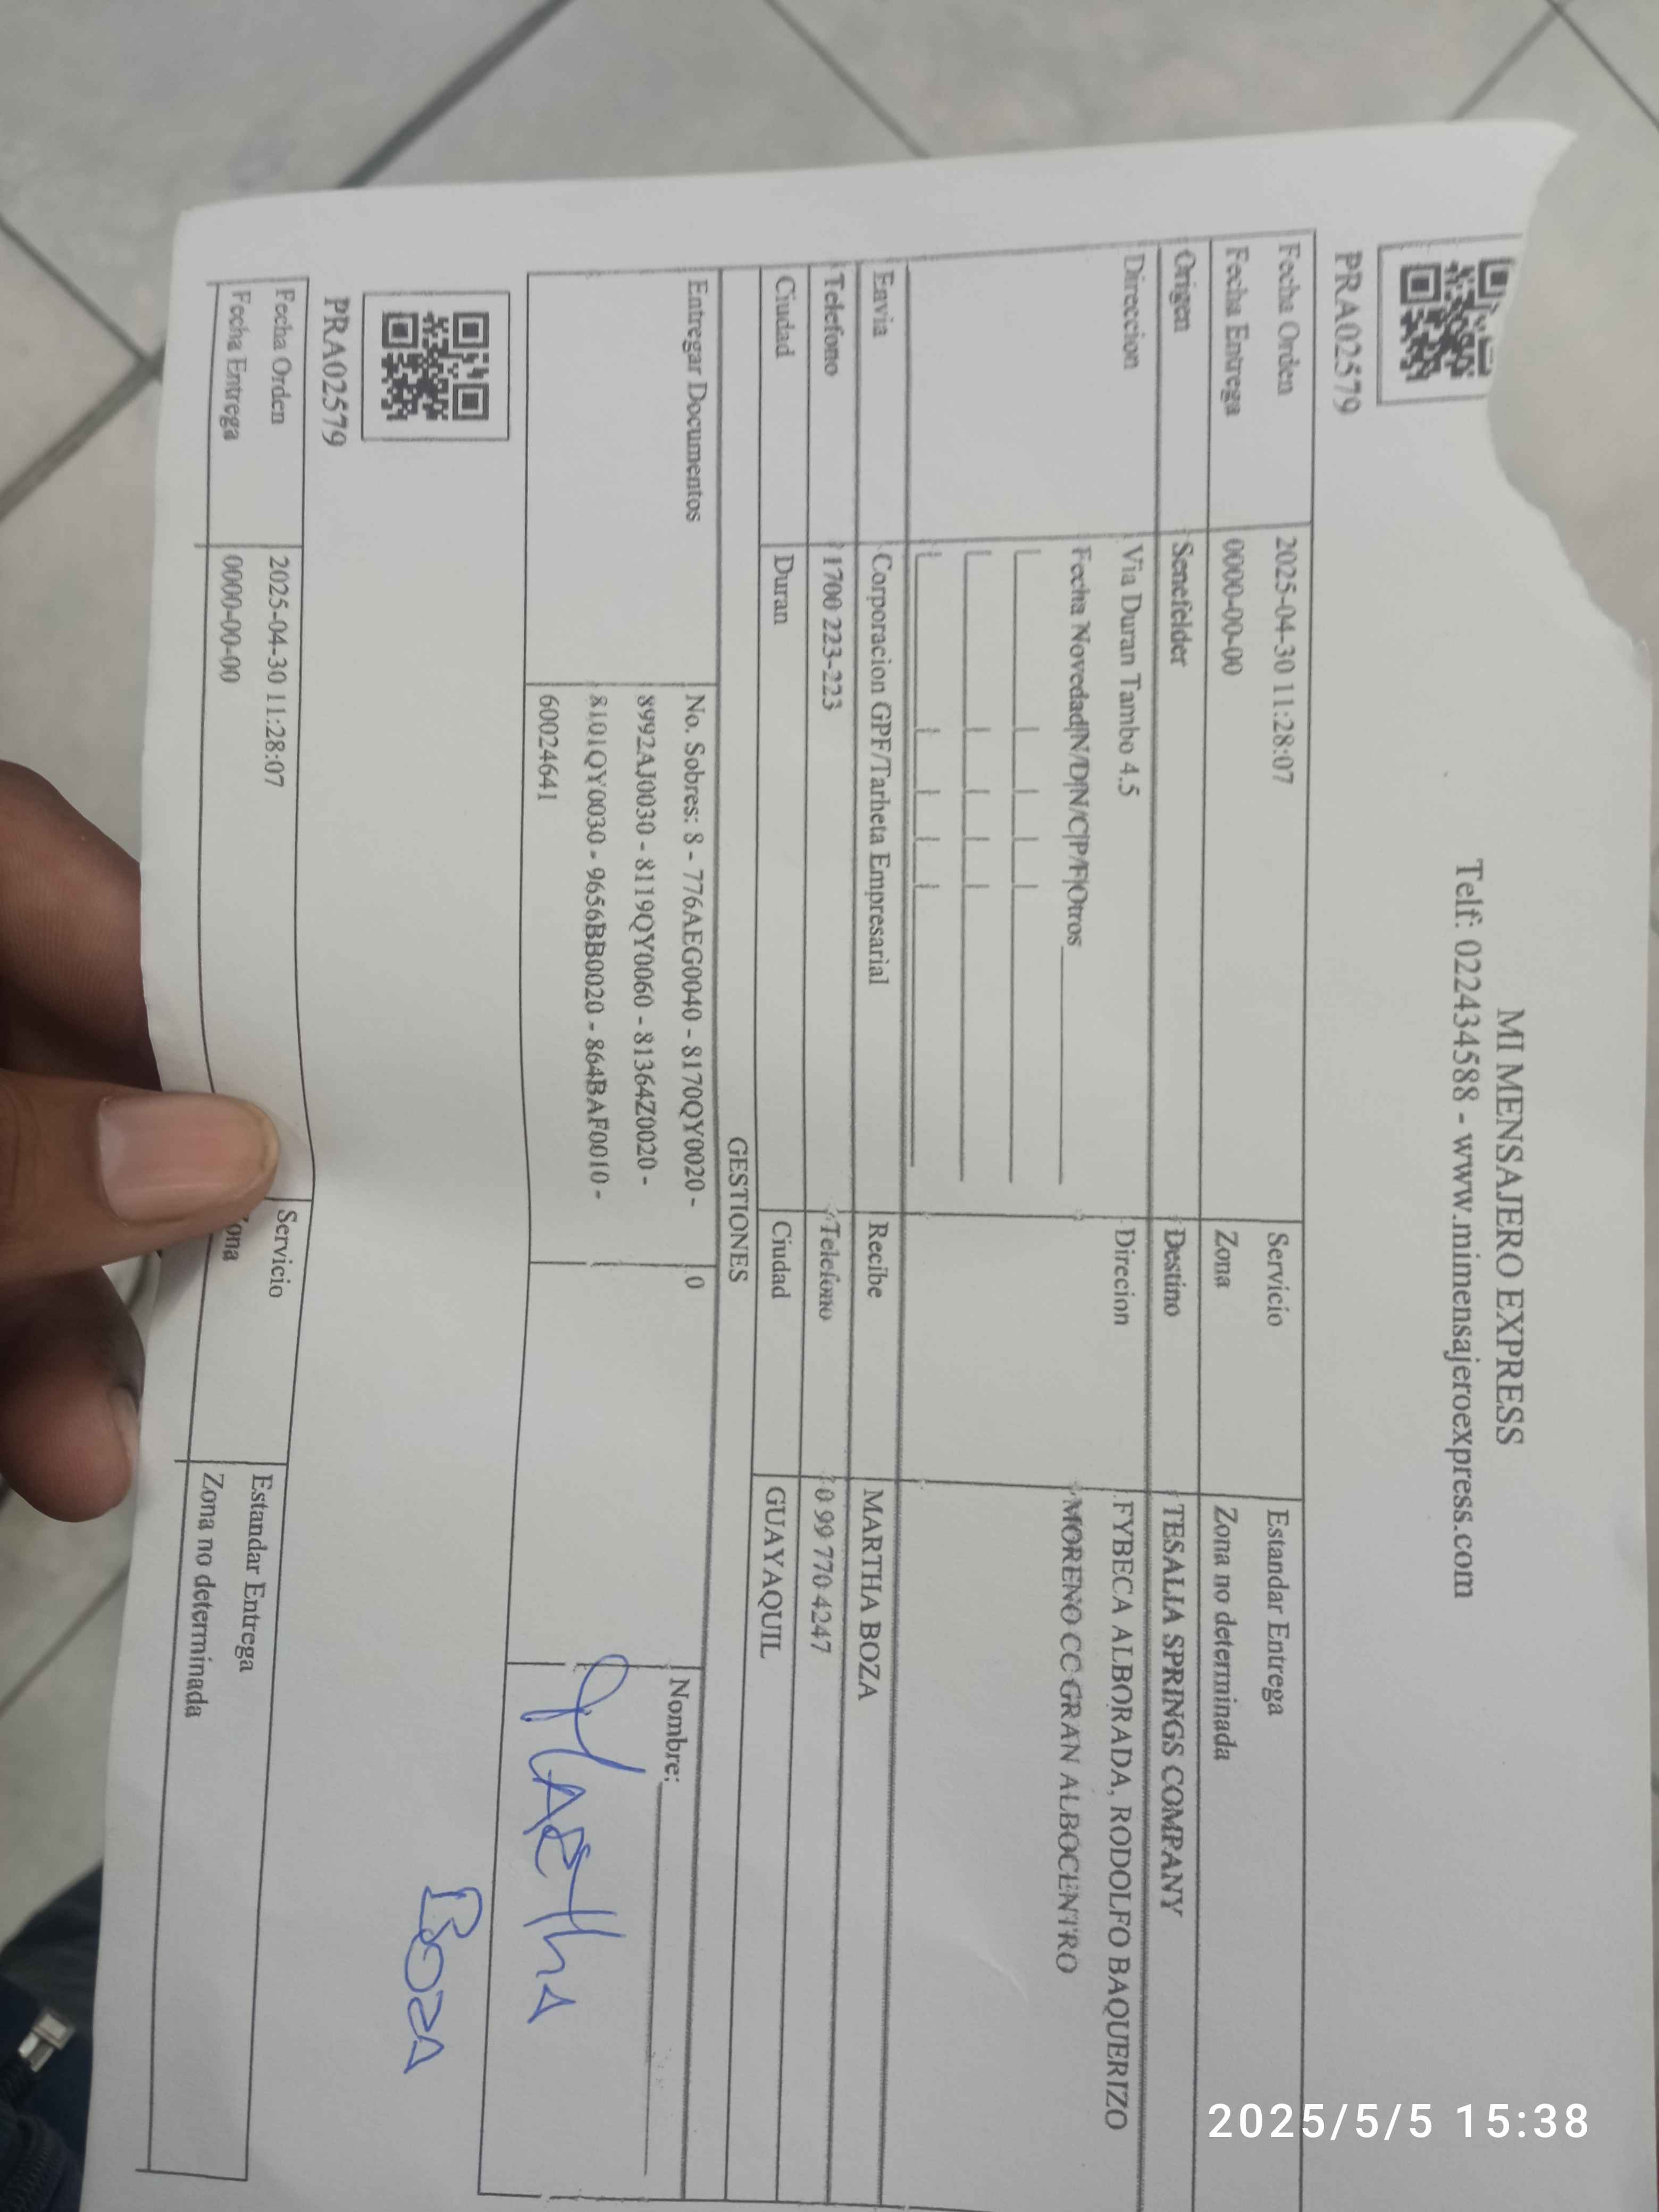 MI MENSAJERO EXPRESS
Telf: 022434588 - www.mimensajeroexpress.com
PRA02579
Fecha Orden 2025-04-30 11:28:07 Servicio Estandar Entrega
Fecha Entrega 0000-00-00 Zona Zona no determinada
Origen Senefelder Destino TESALIA SPRINGS COMPANY
Direccion Via Duran Tambo 4.5 Direcion FYBECA ALBORADA, RODOLFO BAQUERIZO
Fecha Novedad|N/D|N/C|P/F|Otros MORENO CC GRAN ALBOCENTRO
Envia Corporacion GPF/Tarheta Empresarial Recibe MARTHA BOZA
Telefono 1700 223-223 Telefono 0 99 770 4247
Ciudad Duran Ciudad GUAYAQUIL
GESTIONES
Entregar Documentos No. Sobres: 8 - 776AEG0040 - 8170QY0020 - 0 Nombre:
8992AJ0030 - 8119QY0060 - 81364Z0020 -
8101QY0030 - 9656BB0020 - 864BAF0010 -
60024641
Martha
Boza
PRA02579
Fecha Orden 2025-04-30 11:28:07 Servicio Estandar Entrega
Fecha Entrega 0000-00-00 Zona no determinada
2025/5/5 15:38